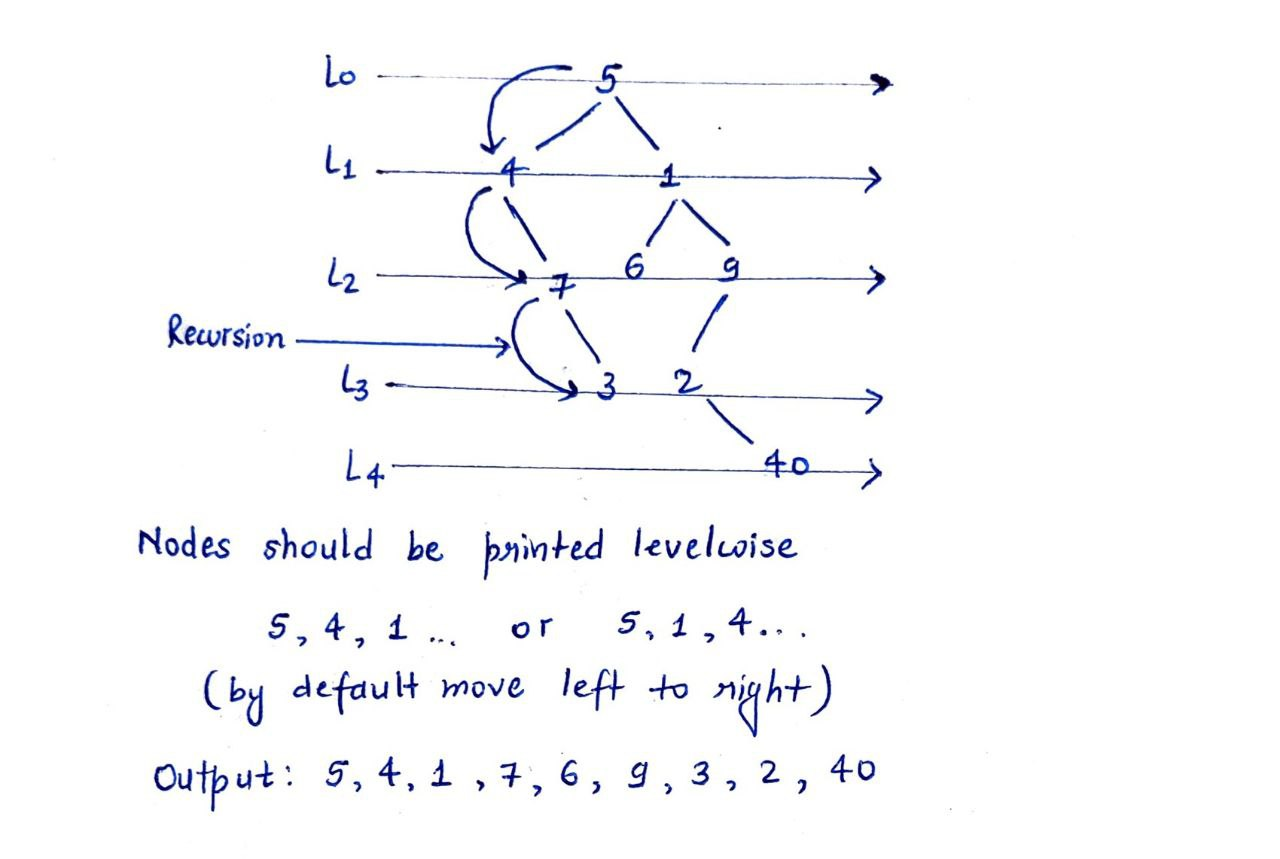 L0 5
L1 4 1
L2 7 6 9
Recursion
L3 3 2
L4 40
Nodes should be printed levelwise
5, 4, 1 ... or 5, 1, 4...
(by default move left to right)
Output: 5, 4, 1, 7, 6, 9, 3, 2, 40